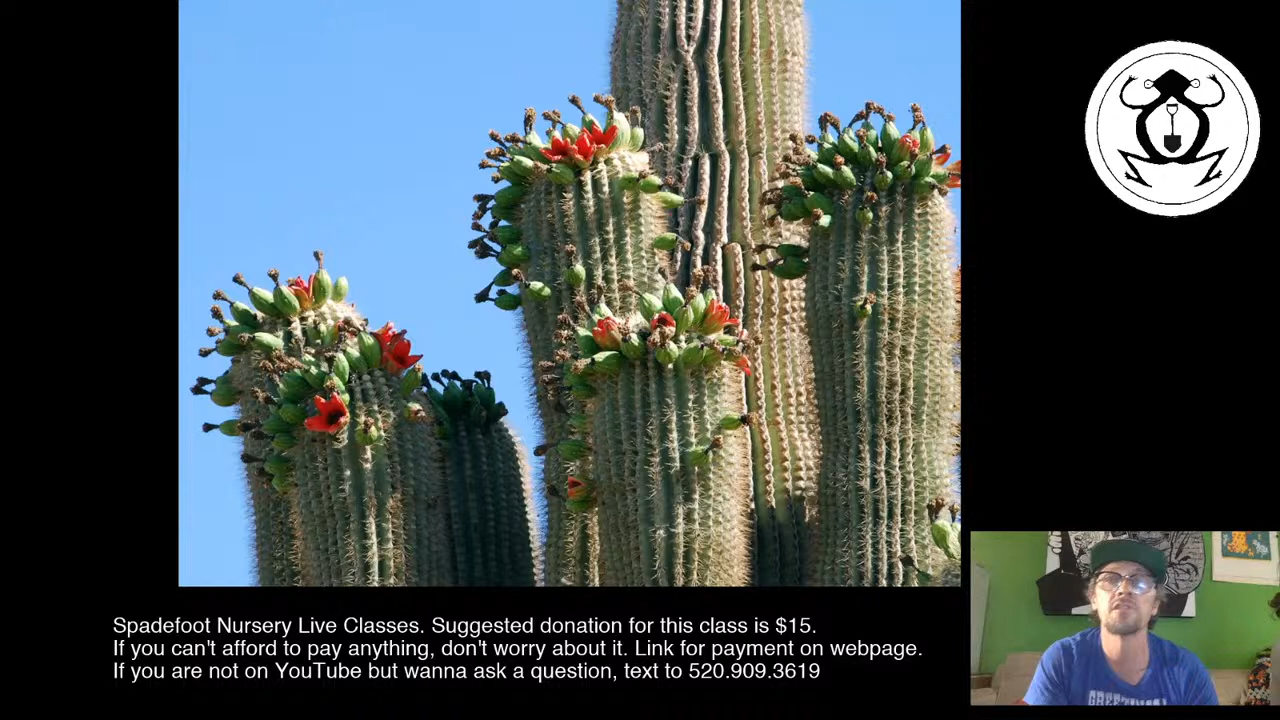 Spadefoot Nursery Live Classes. Suggested donation for this class is $15.
If you can't afford to pay anything, don't worry about it. Link for payment on webpage.
If you are not on YouTube but wanna ask a question, text to 520.909.3619